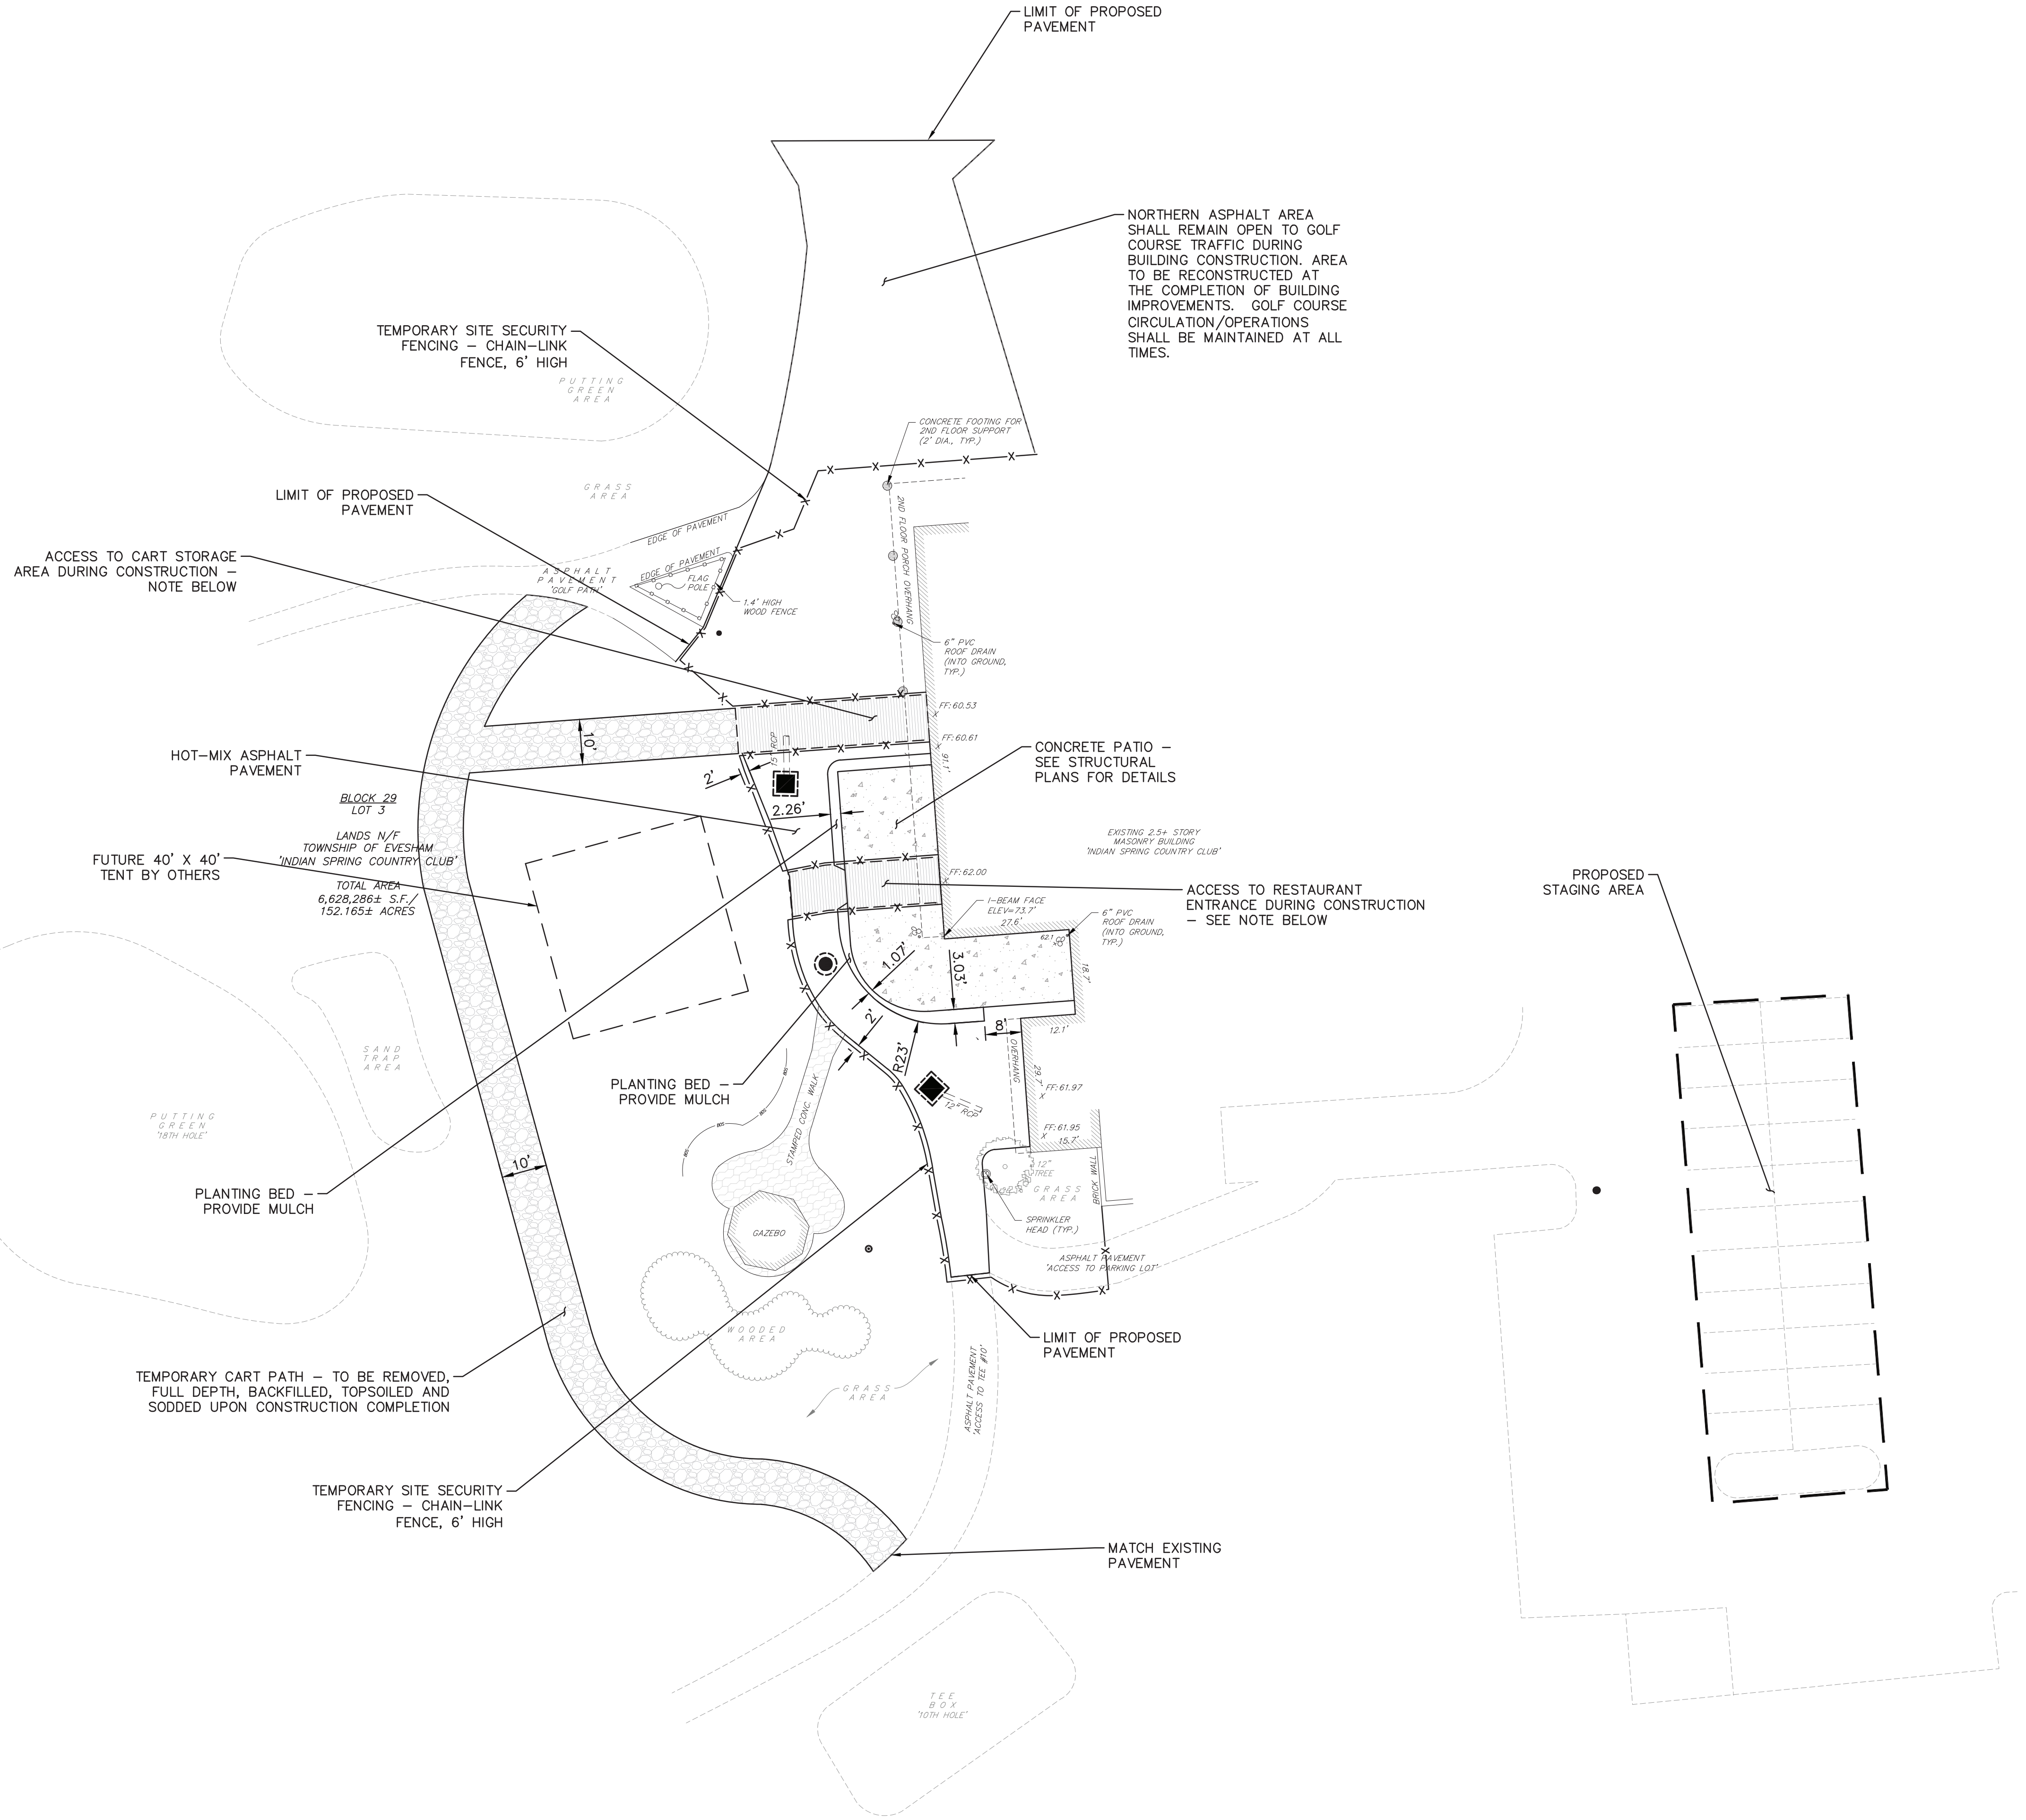 LIMIT OF PROPOSED
PAVEMENT
NORTHERN ASPHALT AREA
SHALL REMAIN OPEN TO GOLF
COURSE TRAFFIC DURING
BUILDING CONSTRUCTION. AREA
TO BE RECONSTRUCTED AT
THE COMPLETION OF BUILDING
IMPROVEMENTS. GOLF COURSE
CIRCULATION/OPERATIONS
SHALL BE MAINTAINED AT ALL
TIMES.
TEMPORARY SITE SECURITY
FENCING – CHAIN–LINK
FENCE, 6' HIGH
PUTTING
GREEN
AREA
CONCRETE FOOTING FOR
2ND FLOOR SUPPORT
(2' DIA., TYP.)
GRASS
AREA
LIMIT OF PROPOSED
PAVEMENT
EDGE OF PAVEMENT
2ND FLOOR PORCH OVERHANG
ACCESS TO CART STORAGE
AREA DURING CONSTRUCTION –
NOTE BELOW
EDGE OF PAVEMENT
ASPHALT
PAVEMENT
'GOLF PATH'
FLAG
POLE
1.4' HIGH
WOOD FENCE
6" PVC
ROOF DRAIN
(INTO GROUND,
TYP.)
FF: 60.53
FF: 60.61
91.1'
10'
15" RCP
HOT–MIX ASPHALT
PAVEMENT
CONCRETE PATIO –
SEE STRUCTURAL
PLANS FOR DETAILS
2'
2.26'
BLOCK 29
LOT 3
LANDS N/F
TOWNSHIP OF EVESHAM
'INDIAN SPRING COUNTRY CLUB'
TOTAL AREA
6,628,286± S.F./
152.165± ACRES
FUTURE 40' X 40'
TENT BY OTHERS
EXISTING 2.5+ STORY
MASONRY BUILDING
'INDIAN SPRING COUNTRY CLUB'
FF: 62.00
PROPOSED
STAGING AREA
ACCESS TO RESTAURANT
ENTRANCE DURING CONSTRUCTION
– SEE NOTE BELOW
I–BEAM FACE
ELEV=73.7'
27.6'
6" PVC
ROOF DRAIN
(INTO GROUND,
TYP.)
62.1
CO
18.7'
1.07'
3.03'
2'
8'
12.1'
R23'
OVERHANG
29.7'
FF: 61.97
12" RCP
SAND
TRAP
AREA
PLANTING BED –
PROVIDE MULCH
STAMPED CONC. WALK
PUTTING
GREEN
'18TH HOLE'
FF: 61.95
15.7'
12"
TREE
GRASS
AREA
BRICK WALL
10'
PLANTING BED –
PROVIDE MULCH
SPRINKLER
HEAD (TYP.)
GAZEBO
ASPHALT PAVEMENT
'ACCESS TO PARKING LOT'
WOODED
AREA
LIMIT OF PROPOSED
PAVEMENT
TEMPORARY CART PATH – TO BE REMOVED,
FULL DEPTH, BACKFILLED, TOPSOILED AND
SODDED UPON CONSTRUCTION COMPLETION
GRASS
AREA
ASPHALT PAVEMENT
'ACCESS TO TEE #10'
TEMPORARY SITE SECURITY
FENCING – CHAIN–LINK
FENCE, 6' HIGH
MATCH EXISTING
PAVEMENT
TEE
BOX
'10TH HOLE'